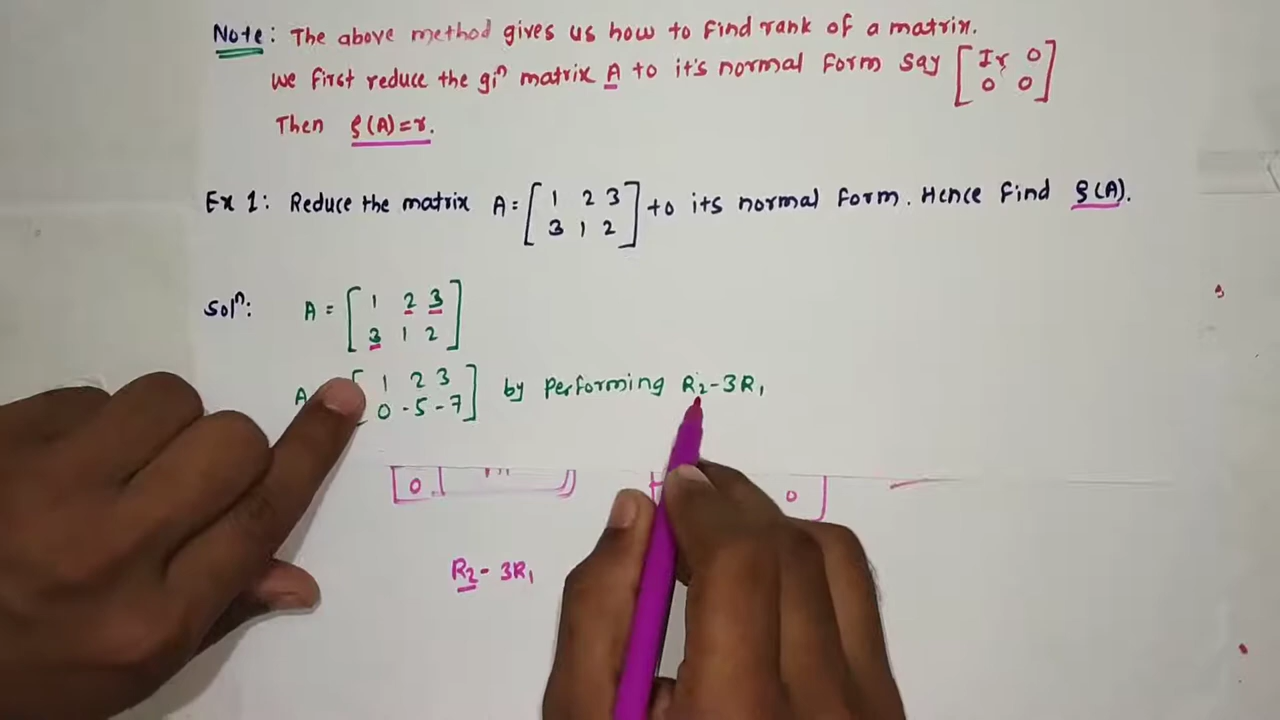 Note: The above method gives us how to find rank of a matrix.
We first reduce the giⁿ matrix A to it's normal form say [Ir 0
0 0]
Then ρ(A)=r.
Ex 1: Reduce the matrix A = [1 2 3
3 1 2] to its normal form. Hence find ρ(A).
Solⁿ: A = [1 2 3
3 1 2]
A [1 2 3
0 -5 -7] by performing R₂-3R₁
0 0
R₂- 3R₁